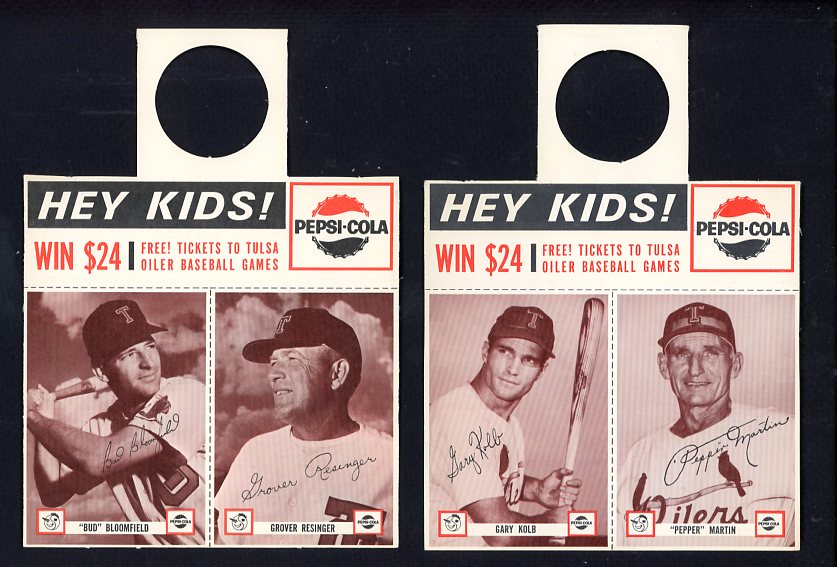 HEY KIDS!
PEPSI-COLA
WIN $24 FREE! TICKETS TO TULSA
OILER BASEBALL GAMES
T
T
Bud Bloomfield
Grover Resinger
"BUD" BLOOMFIELD
PEPSI-COLA
GROVER RESINGER
PEPSI-COLA
HEY KIDS!
PEPSI-COLA
WIN $24 FREE! TICKETS TO TULSA
OILER BASEBALL GAMES
T
T
Gary Kolb
Pepper Martin
Oilers
GARY KOLB
PEPSI-COLA
"PEPPER" MARTIN
PEPSI-COLA